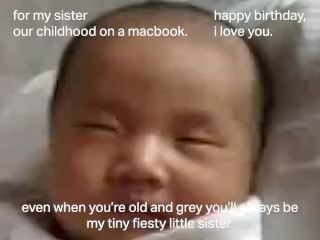 for my sister
our childhood on a macbook.
happy birthday,
i love you.
even when you're old and grey you'll always be
my tiny fiesty little sister.